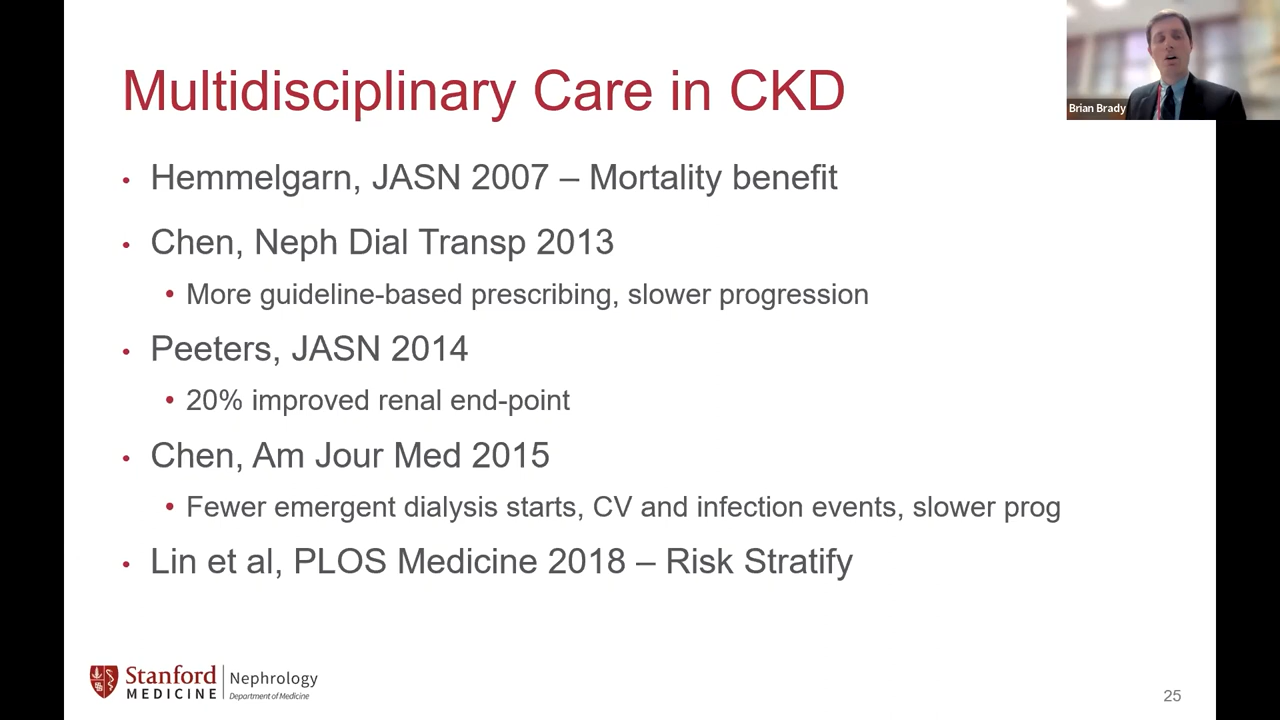 Multidisciplinary Care in CKD
Brian Brady
• Hemmelgarn, JASN 2007 – Mortality benefit
• Chen, Neph Dial Transp 2013
• More guideline-based prescribing, slower progression
• Peeters, JASN 2014
• 20% improved renal end-point
• Chen, Am Jour Med 2015
• Fewer emergent dialysis starts, CV and infection events, slower prog
• Lin et al, PLOS Medicine 2018 – Risk Stratify
Stanford
MEDICINE
Nephrology
Department of Medicine
25